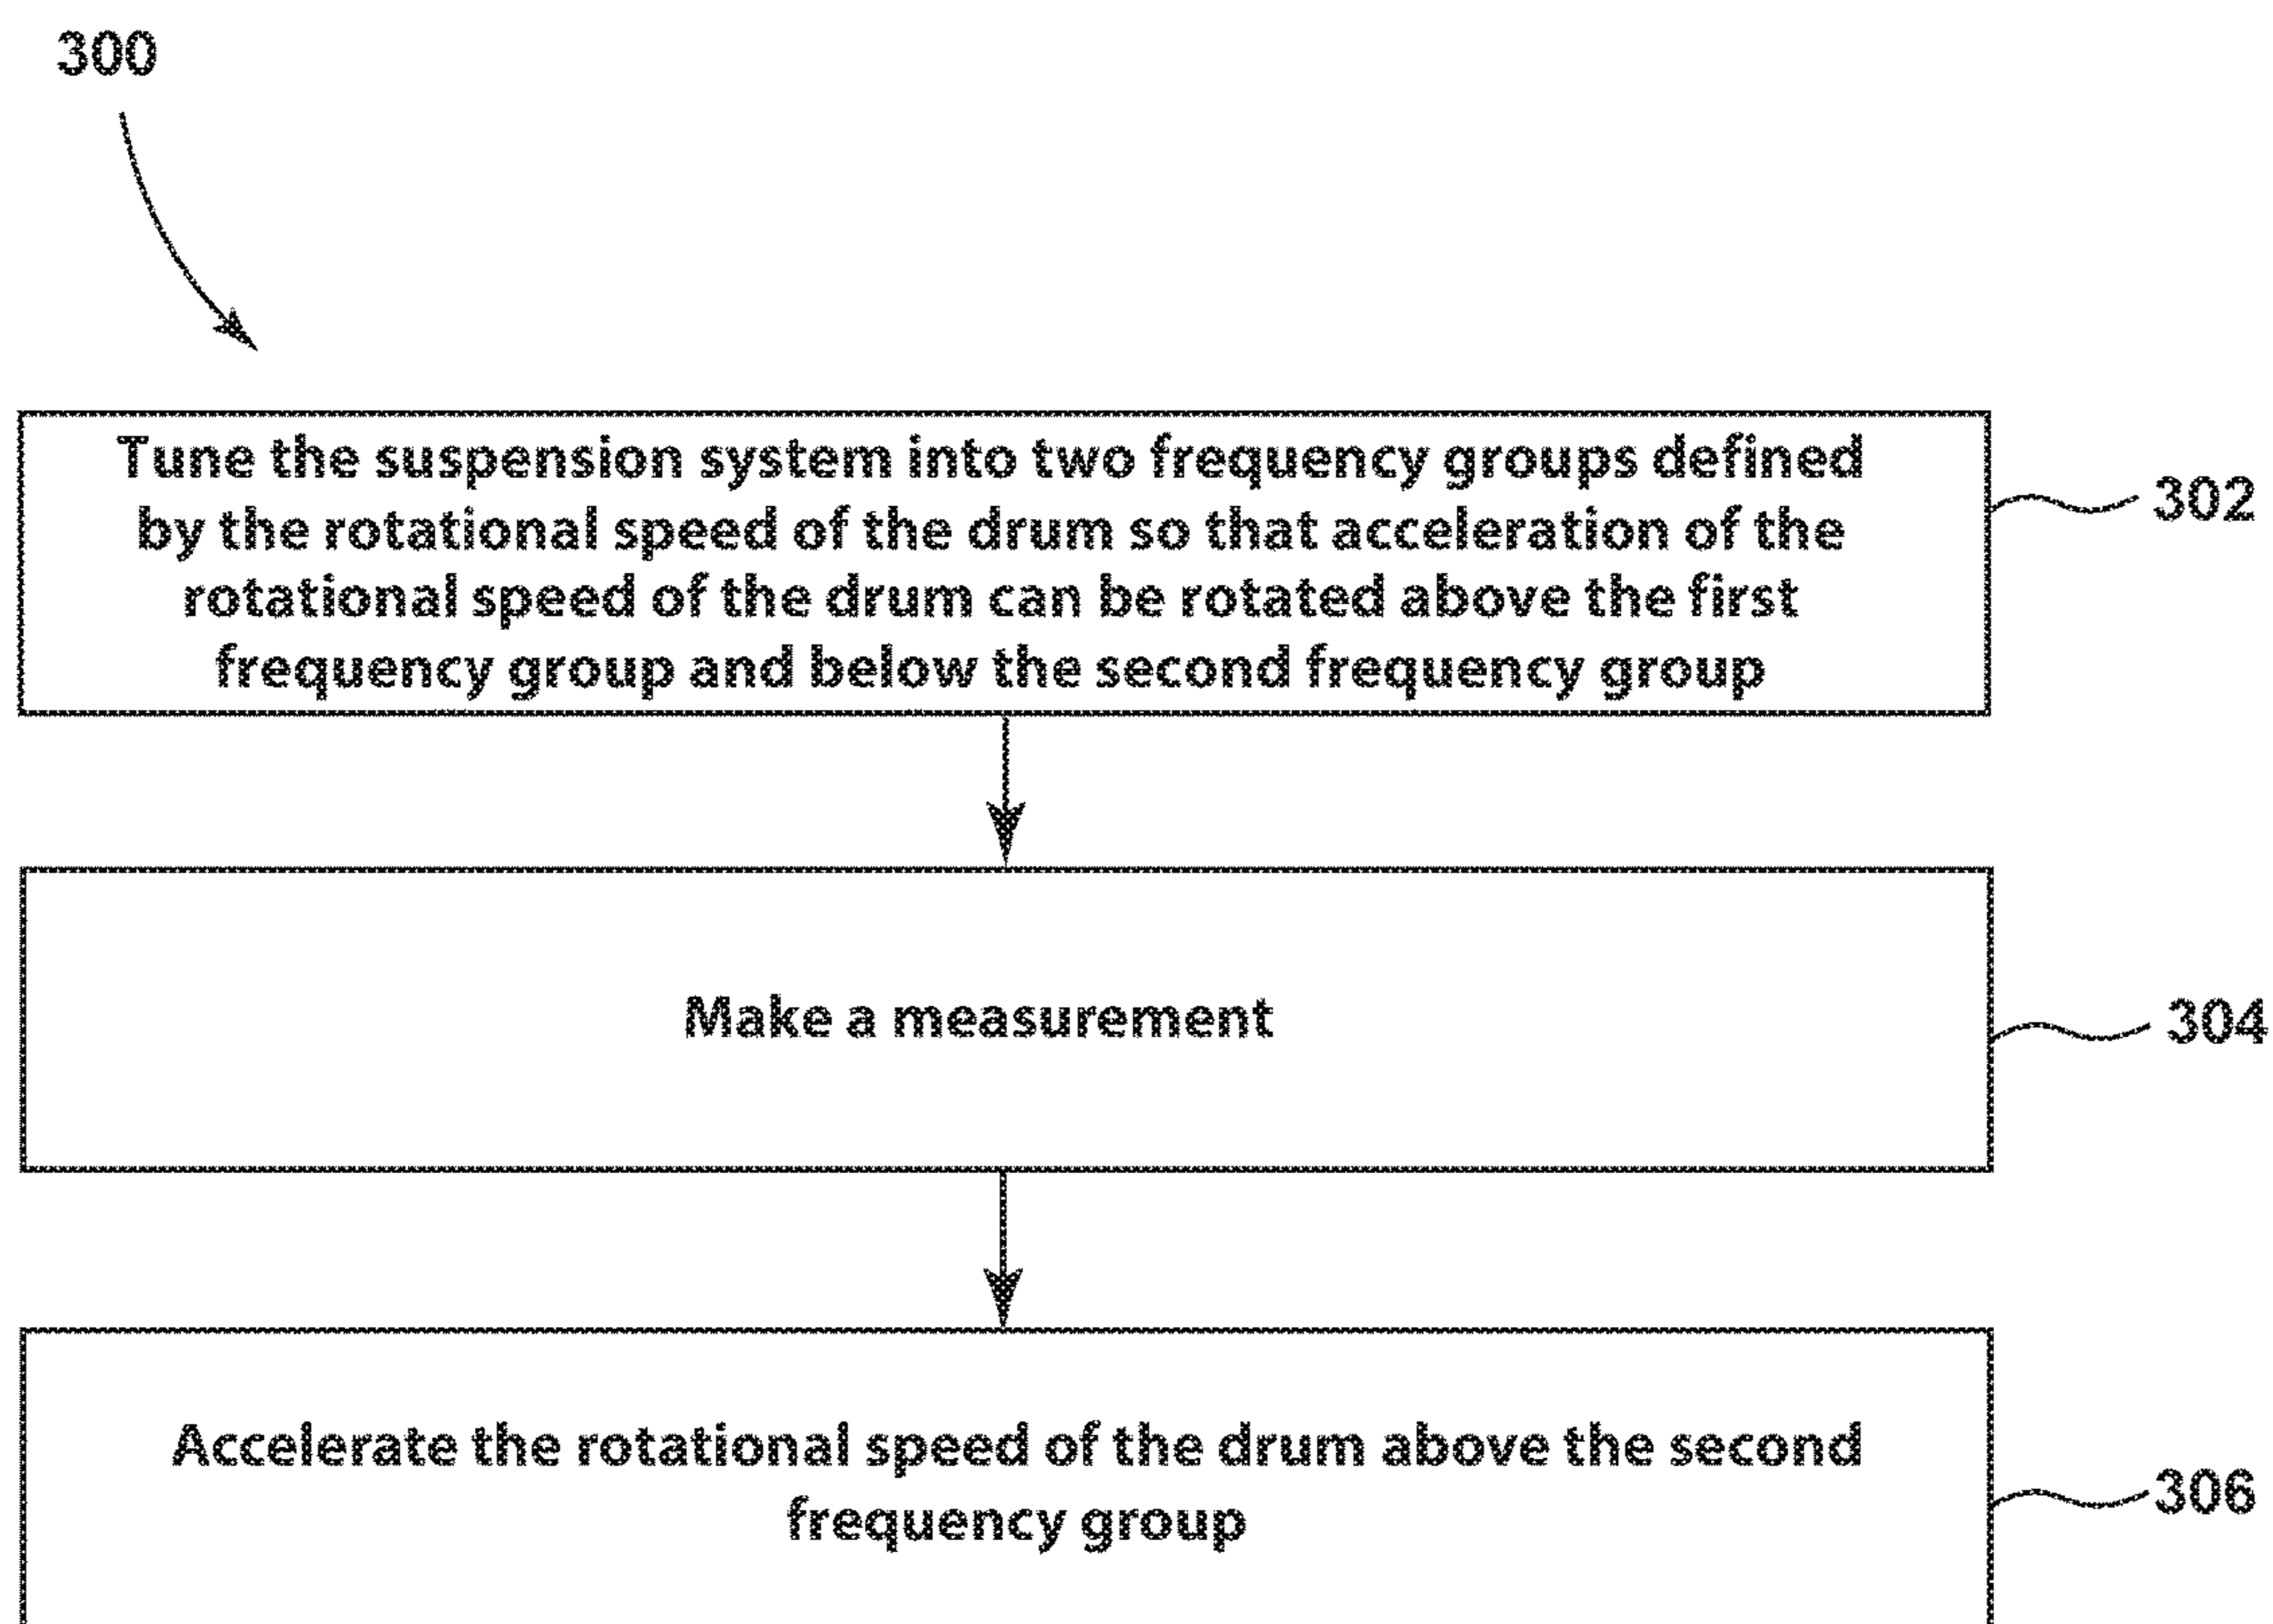 300
Tune the suspension system into two frequency groups defined
by the rotational speed of the drum so that acceleration of the
rotational speed of the drum can be rotated above the first
frequency group and below the second frequency group
302
Make a measurement
304
Accelerate the rotational speed of the drum above the second
frequency group
306